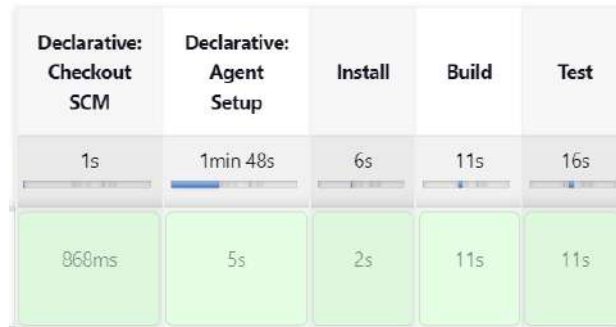 Declarative:
Checkout
SCM
Declarative:
Agent
Setup
Install
Build
Test
1s
1min 48s
6s
11s
16s
868ms
5s
2s
11s
11s